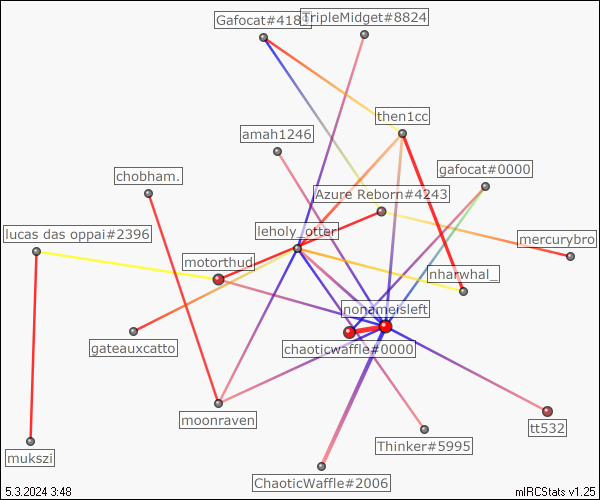 Gafocat#418
TripleMidget#8824
then1cc
amah1246
gafocat#0000
chobham.
Azure Reborn#4243
lucas das oppai#2396
leholy_otter
mercurybro
motorthud
nharwhal_
nonameisleft
gateauxcatto
chaoticwaffle#0000
moonraven
tt532
Thinker#5995
mukszi
ChaoticWaffle#2006
5.3.2024 3:48
mIRCStats v1.25